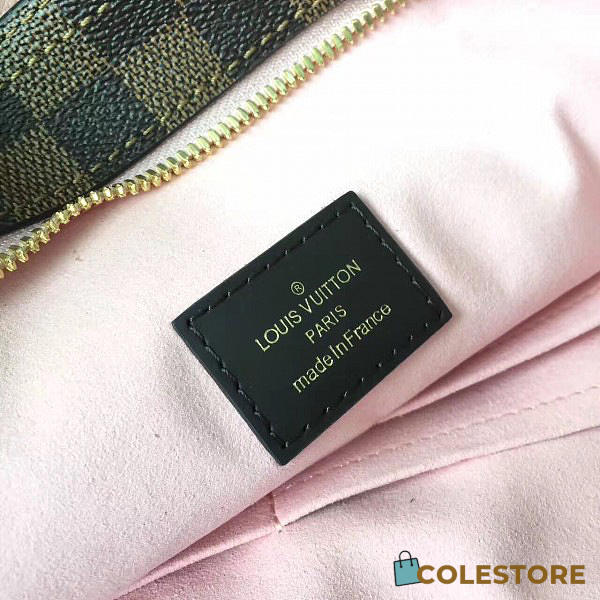 ®
LOUIS VUITTON
PARIS
made In France
COLESTORE